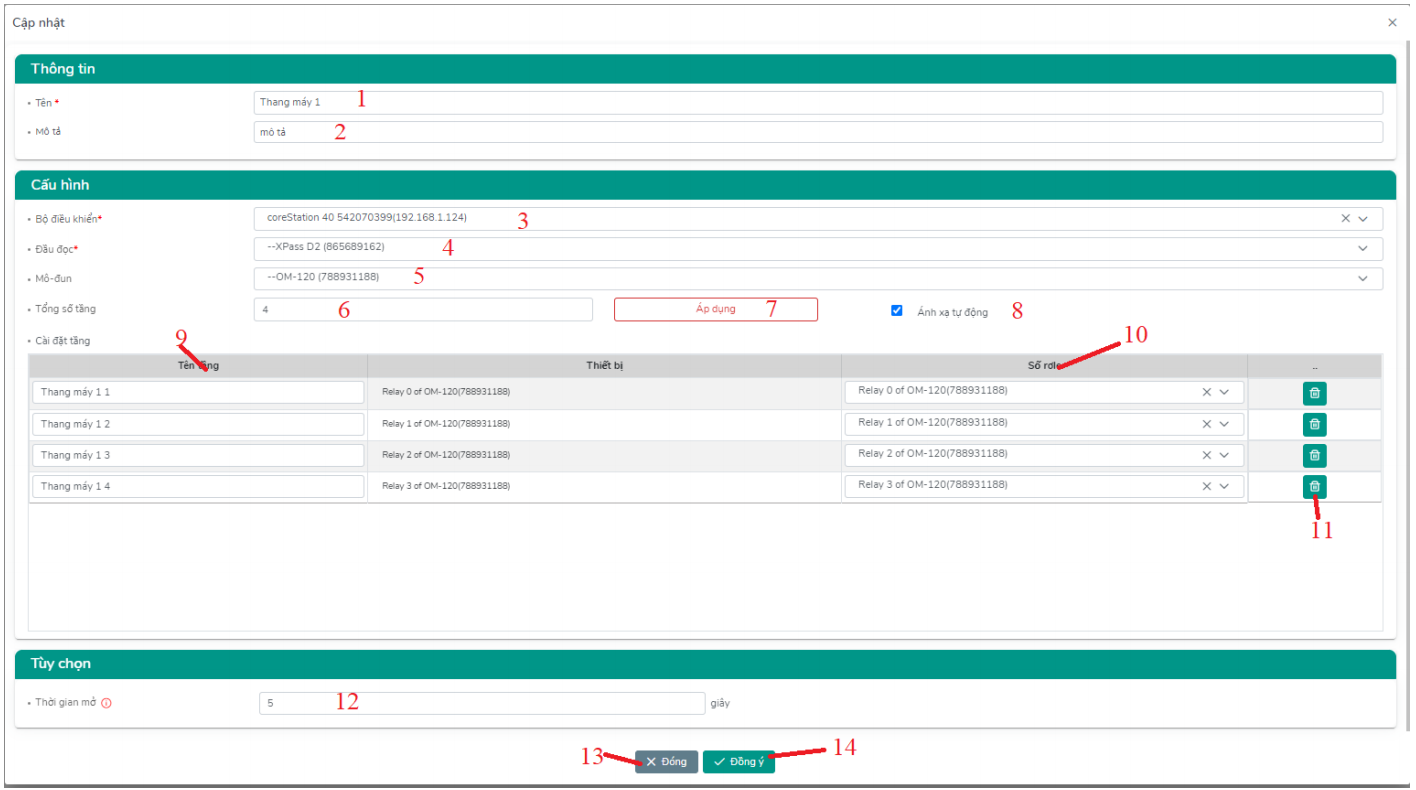 Cập nhật
Thông tin
• Tên * Thang máy 1 1
• Mô tả mô tả 2
Cấu hình
• Bộ điều khiển* coreStation 40 542070399(192.168.1.124) 3
• Đầu đọc* --XPass D2 (865689162) 4
• Mô-đun --OM-120 (788931188) 5
• Tổng số tầng 4 6 Áp dụng 7 Ánh xạ tự động 8
• Cài đặt tầng 9 10
Tên tầng Thiết bị Số rơle ..
Thang máy 1 1 Relay 0 of OM-120(788931188) Relay 0 of OM-120(788931188)
Thang máy 1 2 Relay 1 of OM-120(788931188) Relay 1 of OM-120(788931188)
Thang máy 1 3 Relay 2 of OM-120(788931188) Relay 2 of OM-120(788931188)
Thang máy 1 4 Relay 3 of OM-120(788931188) Relay 3 of OM-120(788931188)
11
Tùy chọn
• Thời gian mở 5 12 giây
13 Đóng Đồng ý 14